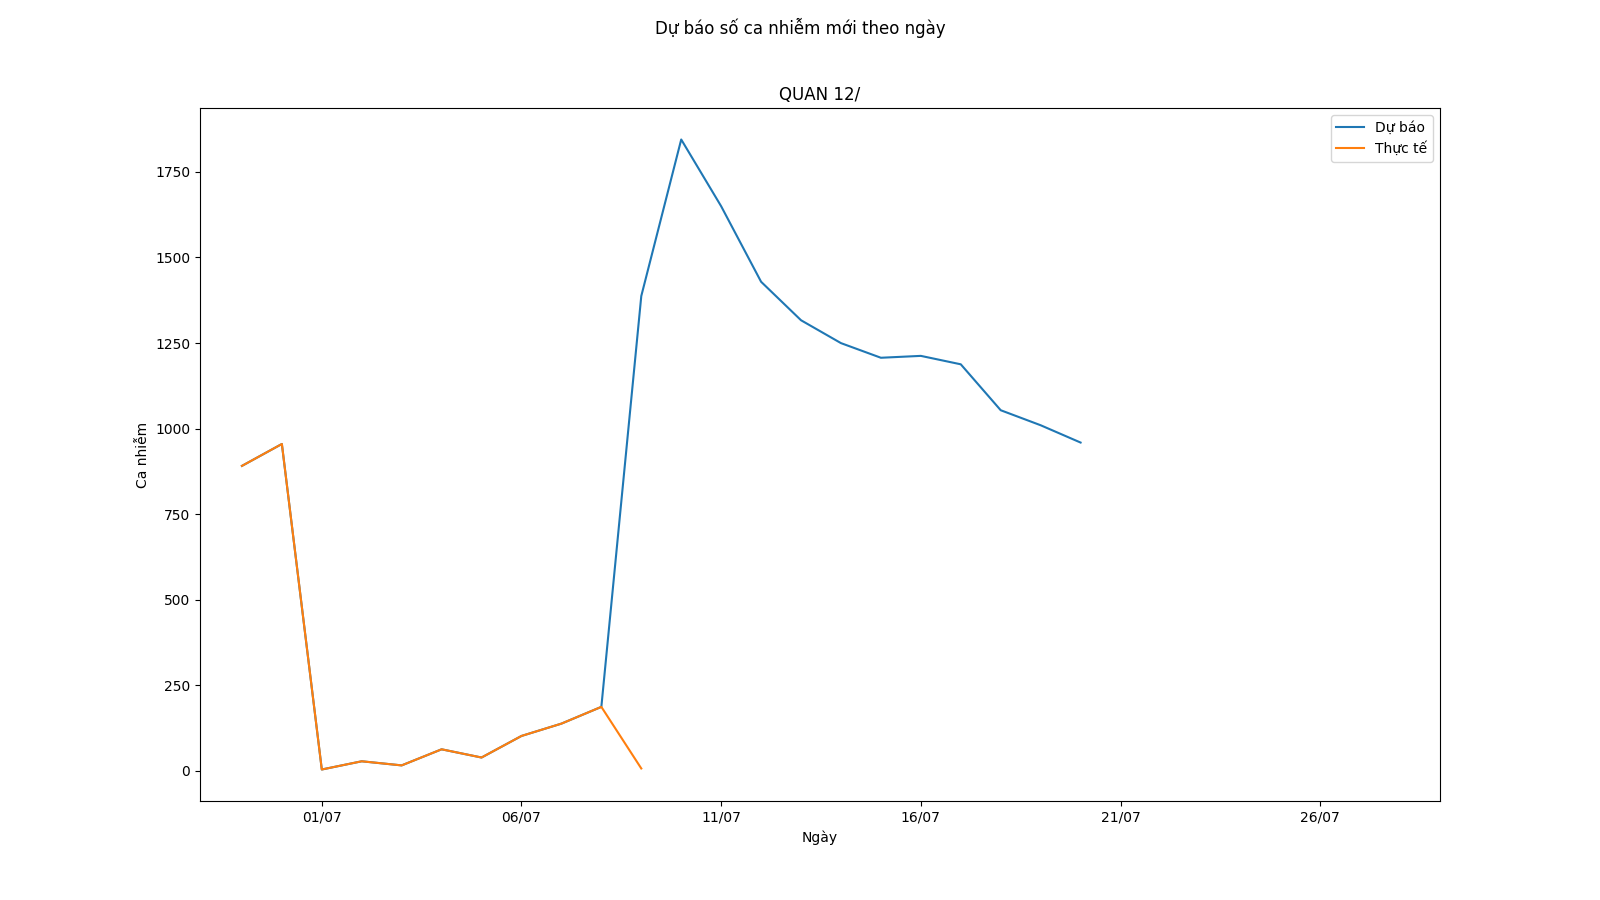 Dự báo số ca nhiễm mới theo ngày
QUAN 12/
Dự báo
Thực tế
1750
1500
1250
1000
750
500
250
0
Ca nhiễm
01/07 06/07 11/07 16/07 21/07 26/07
Ngày